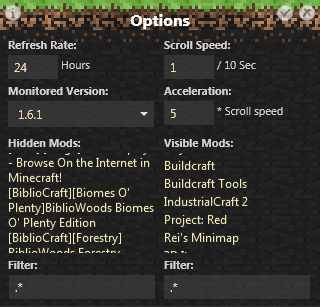 Options
Refresh Rate:
Scroll Speed:
24 Hours
1 / 10 Sec
Monitored Version:
Acceleration:
1.6.1
5 * Scroll speed
Hidden Mods:
Visible Mods:
- Browse On the Internet in
Minecraft!
[BiblioCraft][Biomes O'
Plenty]BiblioWoods Biomes
O' Plenty Edition
[BiblioCraft][Forestry]
BiblioWoods Forestry
Buildcraft
Buildcraft Tools
IndustrialCraft 2
Project: Red
Rei's Minimap
Filter:
Filter:
.*
.*